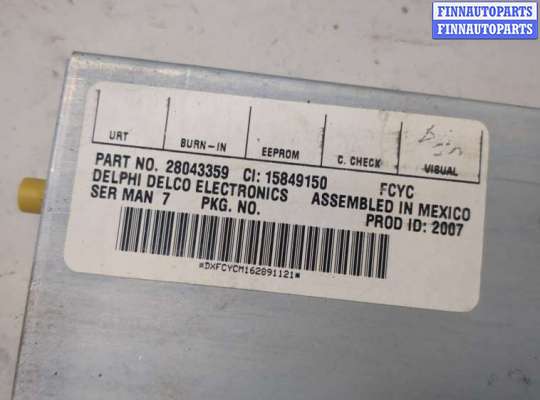 FINNAUTOPARTS
FINNAUTOPARTS
URT BURN-IN EEPROM C. CHECK VISUAL
PART NO. 28043359 CI: 15849150 FCYC
DELPHI DELCO ELECTRONICS ASSEMBLED IN MEXICO
SER MAN 7 PKG. NO. PROD ID: 2007
*DXFCYCM162891121*